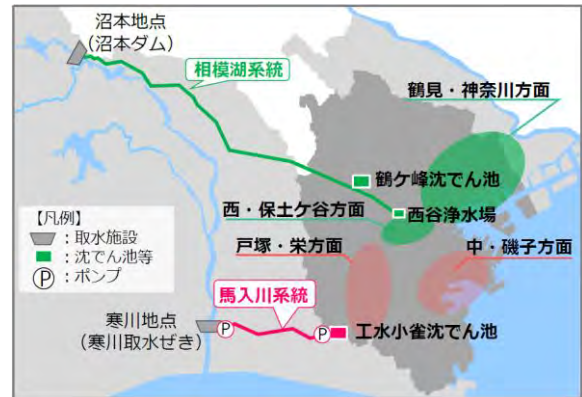 沼本地点
(沼本ダム)
相模湖系統
鶴見・神奈川方面
鶴ケ峰沈でん池
西・保土ケ谷方面
西谷浄水場
【凡例】
：取水施設
：沈でん池等
Ⓟ：ポンプ
戸塚・栄方面
中・磯子方面
馬入川系統
寒川地点
(寒川取水ぜき)
P
P
工水小雀沈でん池